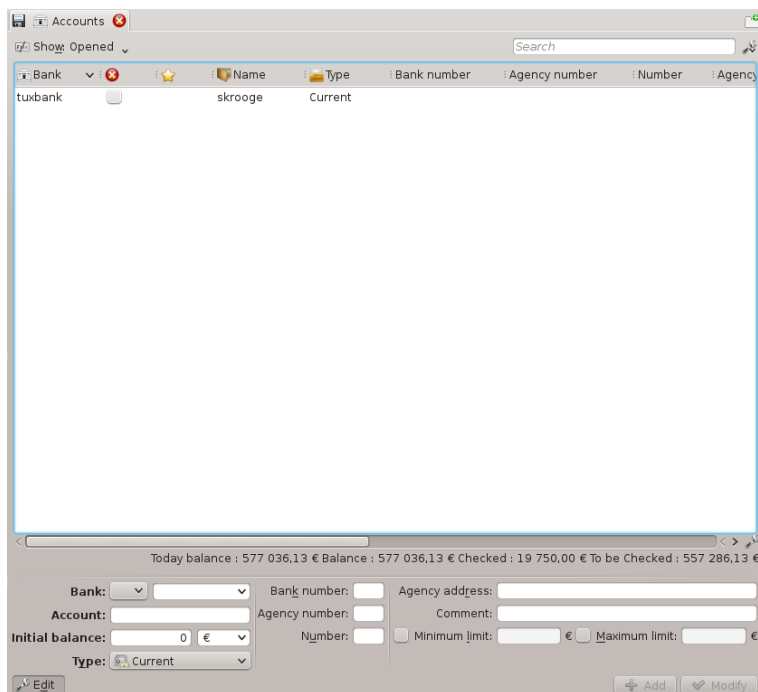 Accounts
Show: Opened
Search
Bank Name Type Bank number Agency number Number Agency
tuxbank skrooge Current
Today balance : 577 036,13 € Balance : 577 036,13 € Checked : 19 750,00 € To be Checked : 557 286,13 €
Bank: Bank number: Agency address:
Account: Agency number: Comment:
Initial balance: 0 € Number: Minimum limit: € Maximum limit: €
Type: Current
Edit Add Modify